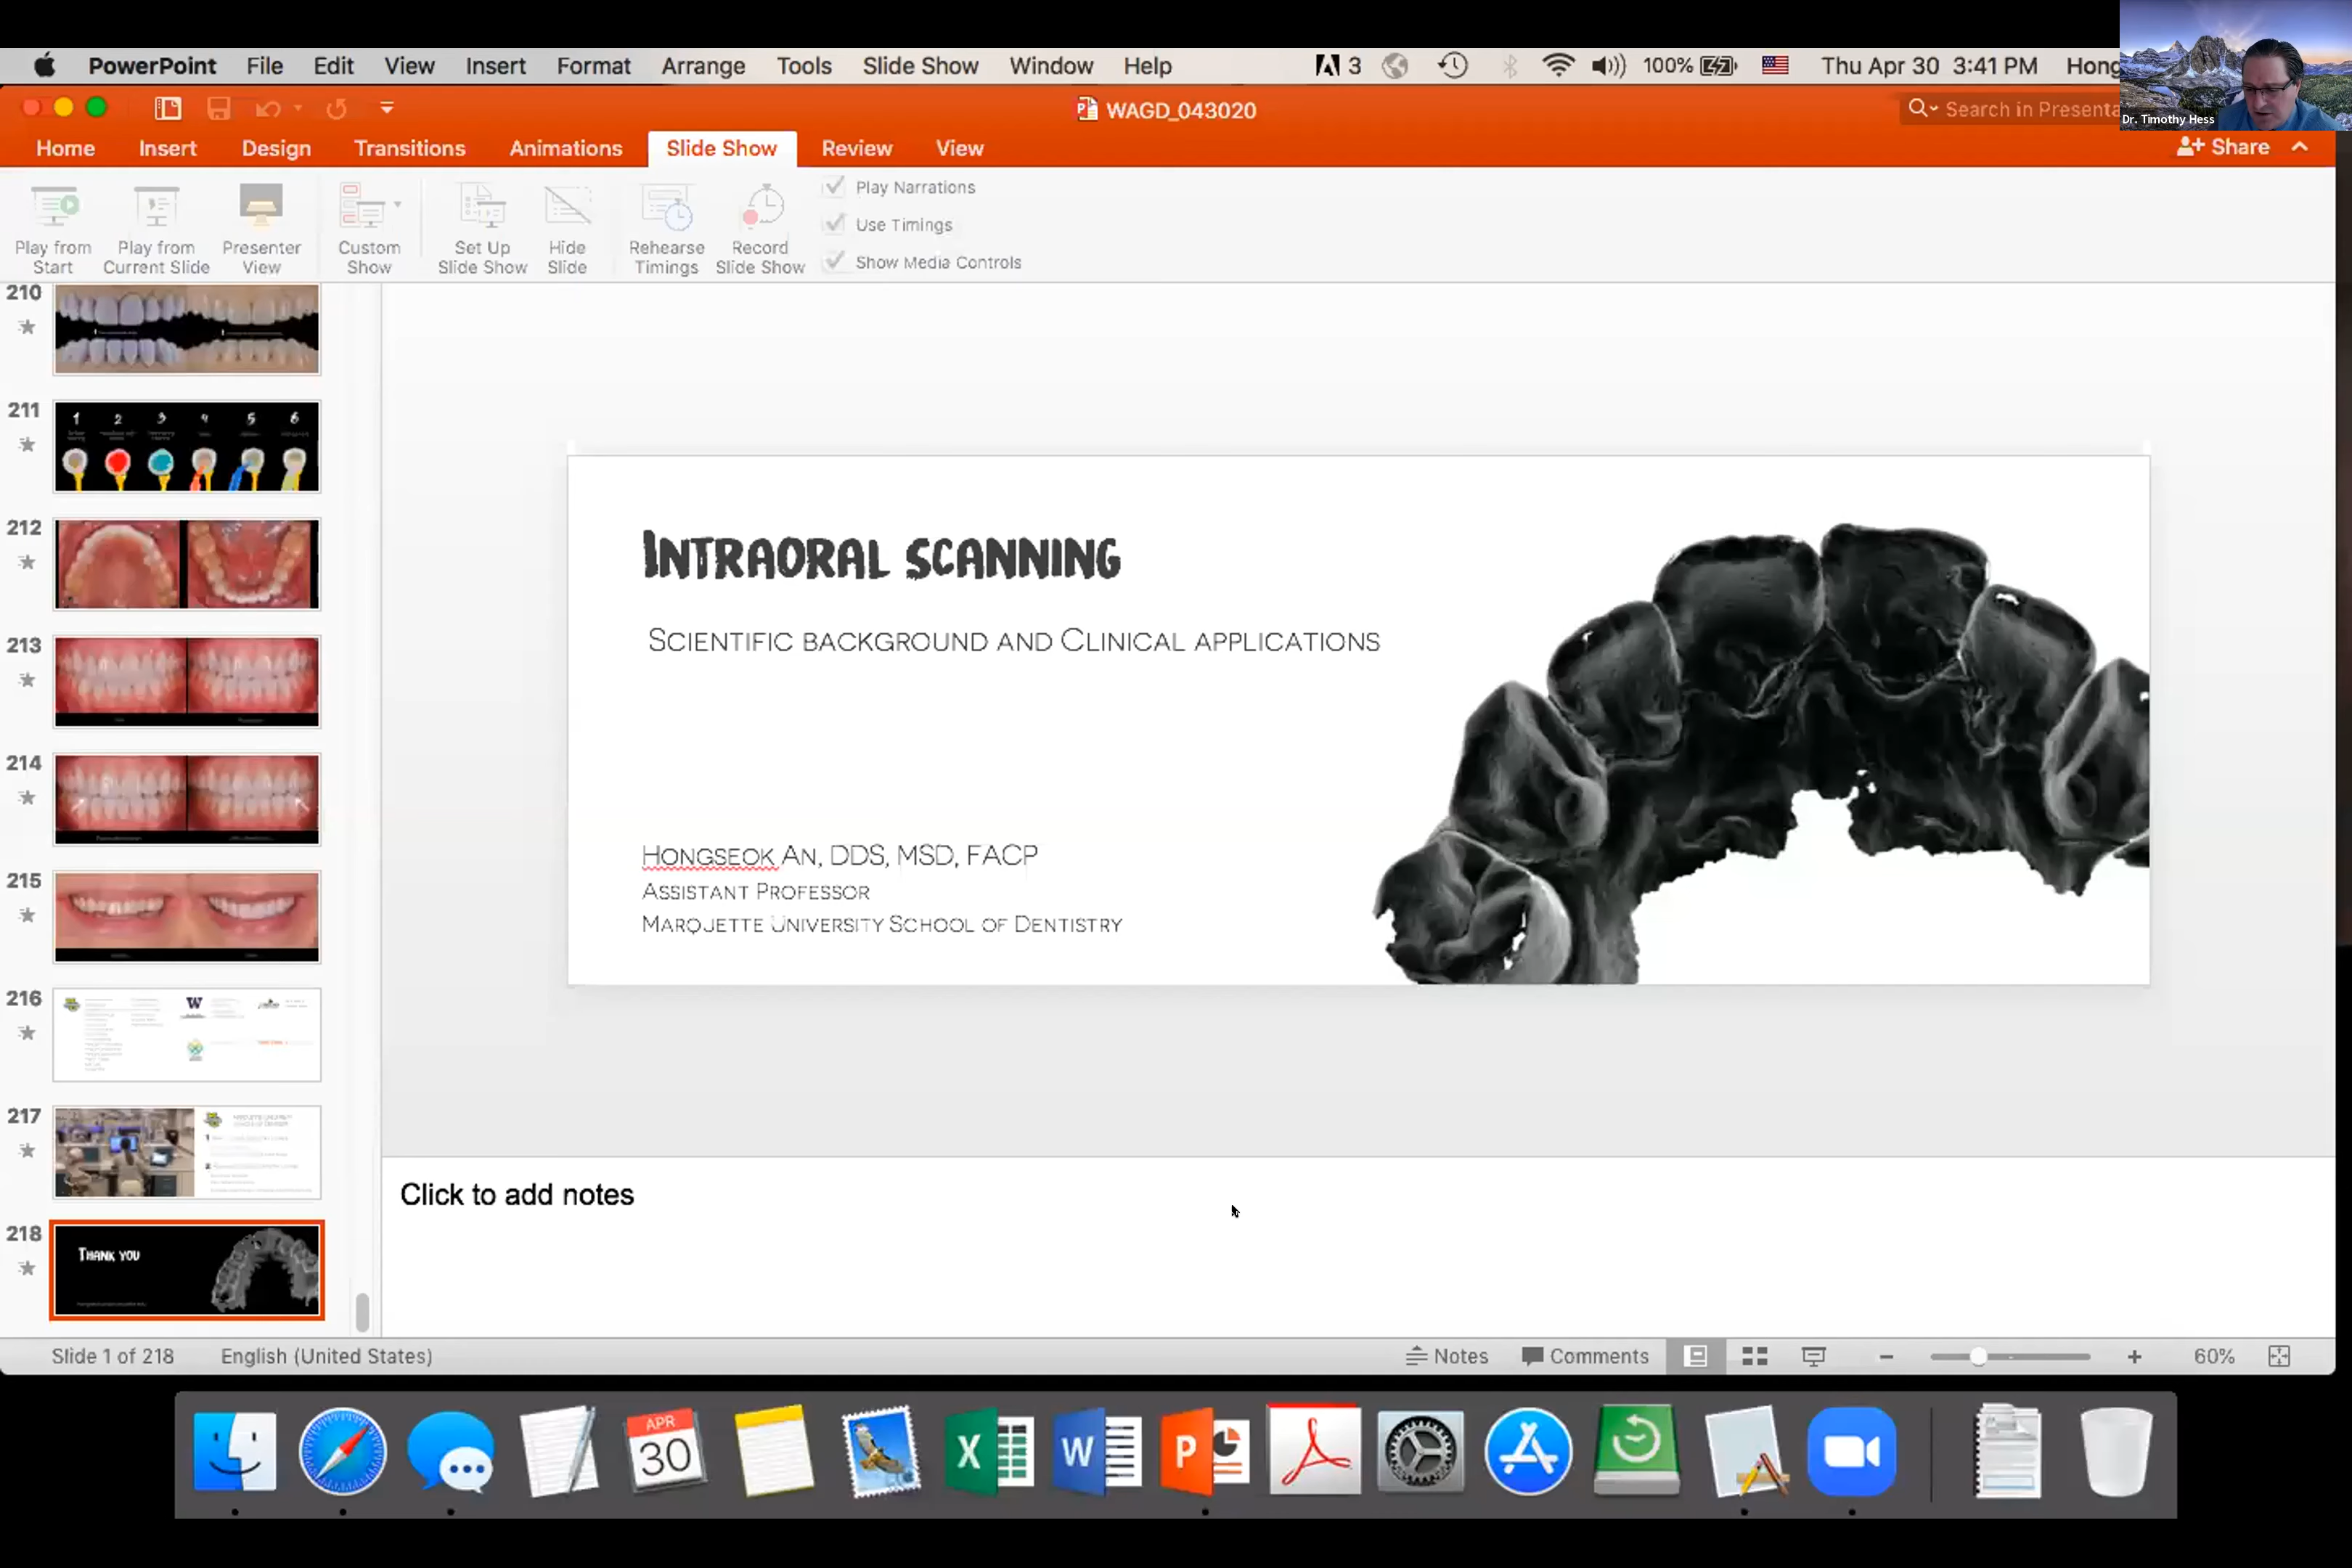 PowerPoint File Edit View Insert Format Arrange Tools Slide Show Window Help 3 100% Thu Apr 30 3:41 PM Hong
Dr. Timothy Hess
WAGD_043020
Search in Presenta
Home Insert Design Transitions Animations Slide Show Review View Share
Play from Start
Play from Current Slide
Presenter View
Custom Show
Set Up Slide Show
Hide Slide
Rehearse Timings
Record Slide Show
Play Narrations
Use Timings
Show Media Controls
210
211
1 2 3 4 5 6
212
213
214
215
216
W
217
1
2
218
THANK YOU
INTRAORAL SCANNING
SCIENTIFIC BACKGROUND AND CLINICAL APPLICATIONS
HONGSEOK AN, DDS, MSD, FACP
ASSISTANT PROFESSOR
MARQUETTE UNIVERSITY SCHOOL OF DENTISTRY
Click to add notes
Slide 1 of 218 English (United States) Notes Comments 60%
APR
30
X
W
P